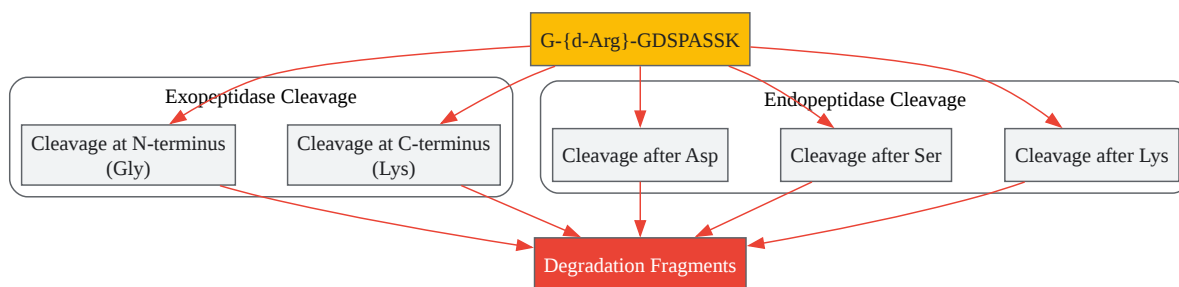 G-{d-Arg}-GDSPASSK
Exopeptidase Cleavage
Endopeptidase Cleavage
Cleavage at N-terminus
(Gly)
Cleavage at C-terminus
(Lys)
Cleavage after Asp
Cleavage after Ser
Cleavage after Lys
Degradation Fragments